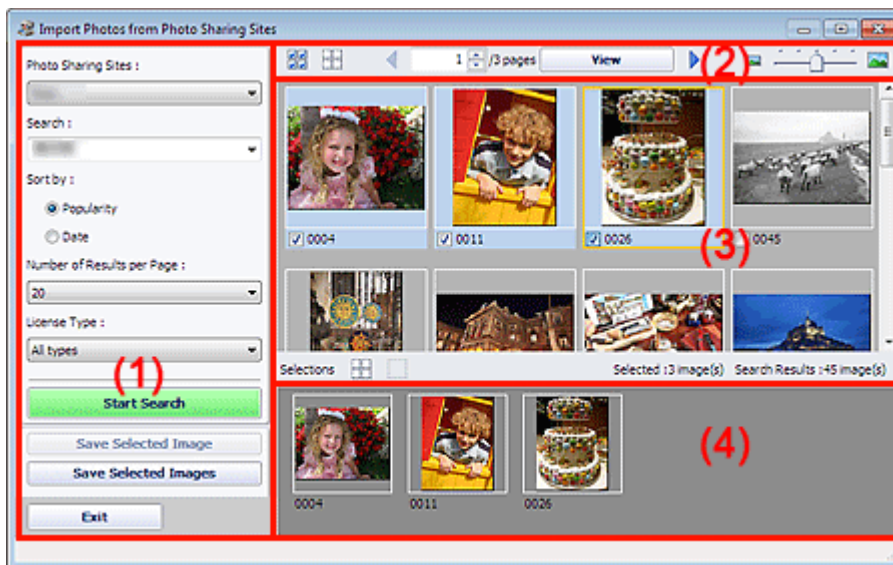 Import Photos from Photo Sharing Sites
Photo Sharing Sites :
Search :
Sort by :
Popularity
Date
Number of Results per Page :
20
License Type :
All types
(1)
Start Search
Save Selected Image
Save Selected Images
Exit
1 /3 pages View (2)
0004 0011 0026 0045
(3)
Selections Selected :3 image(s) Search Results :45 image(s)
(4)
0004 0011 0026